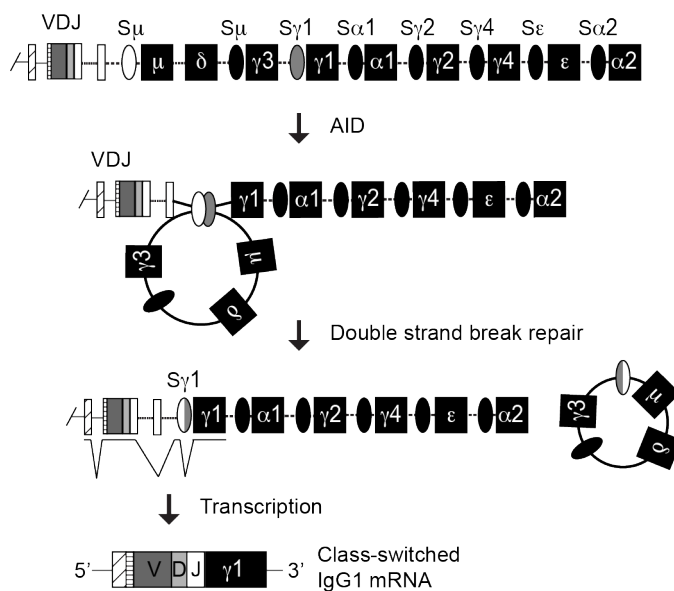 VDJ
Sμ Sμ Sγ1 Sα1 Sγ2 Sγ4 Sε Sα2
μ δ γ3 γ1 α1 γ2 γ4 ε α2
AID
VDJ
γ1 α1 γ2 γ4 ε α2
γ3 μ
δ
Double strand break repair
Sγ1
γ1 α1 γ2 γ4 ε α2
γ3 μ
δ
Transcription
5’ V D J γ1 3’
Class-switched
IgG1 mRNA